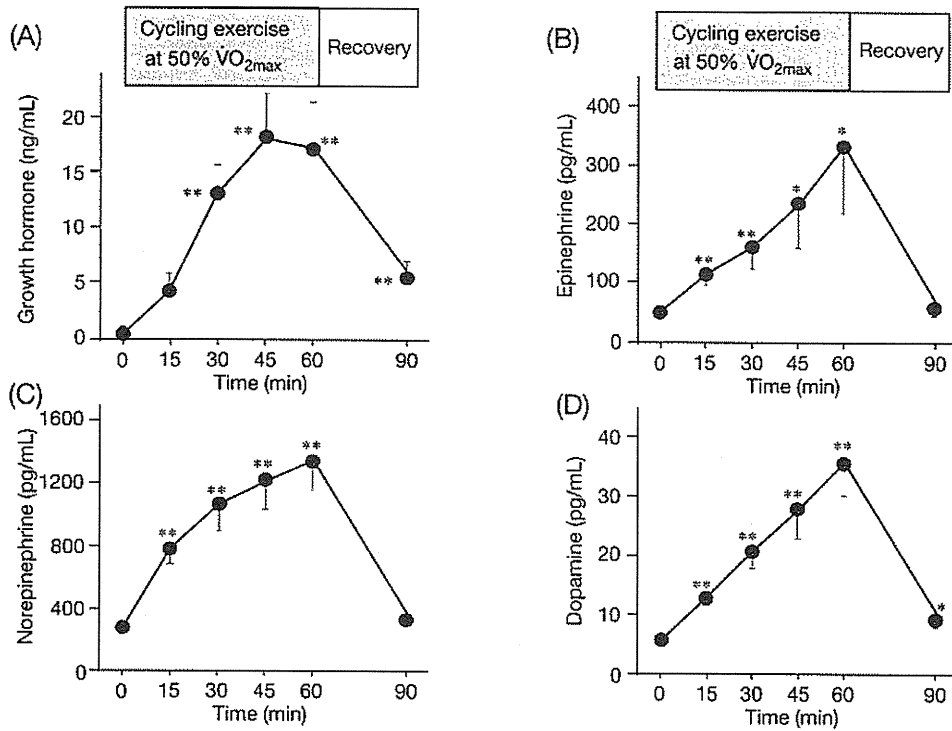 (A)
Cycling exercise
at 50% V̇O2max
Recovery
Growth hormone (ng/mL)
20
15
10
5
0
**
**
**
**
0 15 30 45 60 90
Time (min)
(B)
Cycling exercise
at 50% V̇O2max
Recovery
Epinephrine (pg/mL)
400
300
200
100
0
**
**
*
*
0 15 30 45 60 90
Time (min)
(C)
Norepinephrine (pg/mL)
1600
1200
800
400
0
**
**
**
**
0 15 30 45 60 90
Time (min)
(D)
Dopamine (pg/mL)
40
30
20
10
0
**
**
**
**
*
0 15 30 45 60 90
Time (min)